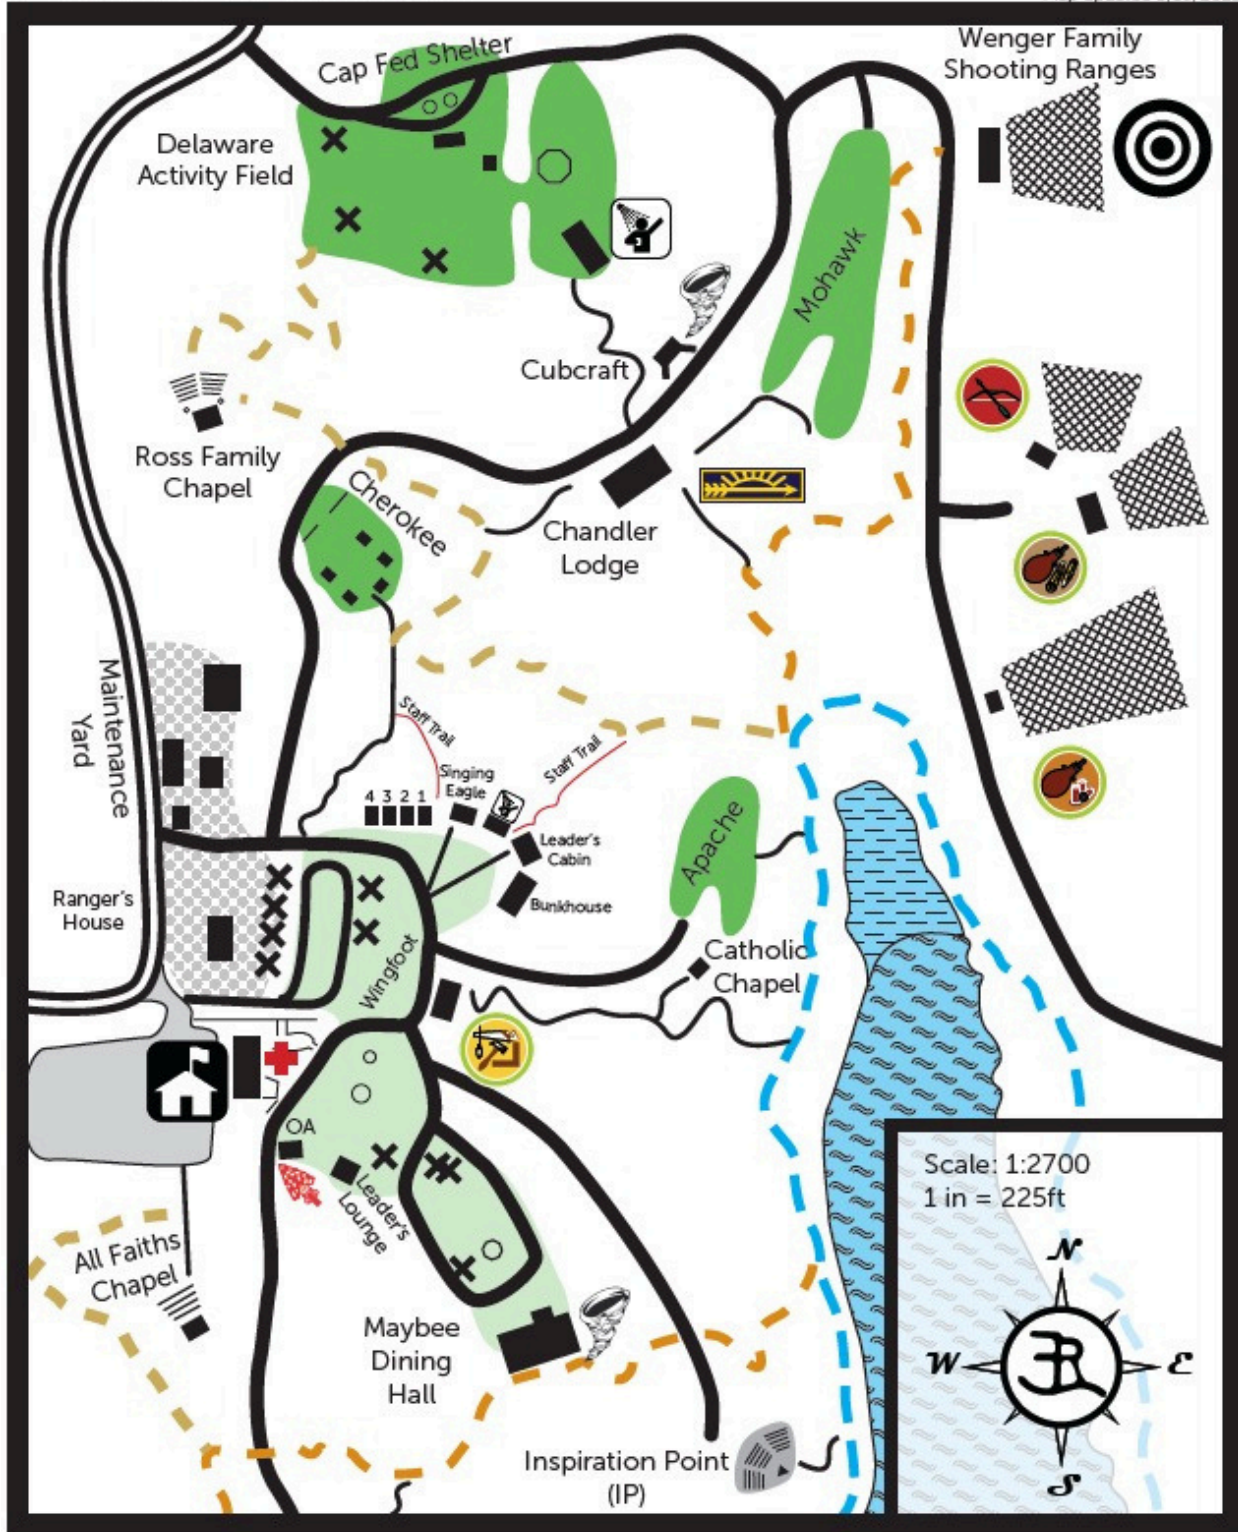 Cap Fed Shelter
Wenger Family
Shooting Ranges
Delaware
Activity Field
Mohawk
Cubcraft
Ross Family
Chapel
Cherokee
Chandler
Lodge
Maintenance
Yard
Staff Trail
Staff Trail
Singing
Eagle
4 3 2 1
Leader's
Cabin
Bunkhouse
Apache
Ranger's
House
Wingfoot
Catholic
Chapel
OA
Leader's
Lounge
All Faiths
Chapel
Maybee
Dining
Hall
Inspiration Point
(IP)
Scale: 1:2700
1 in = 225ft
N
W
E
S